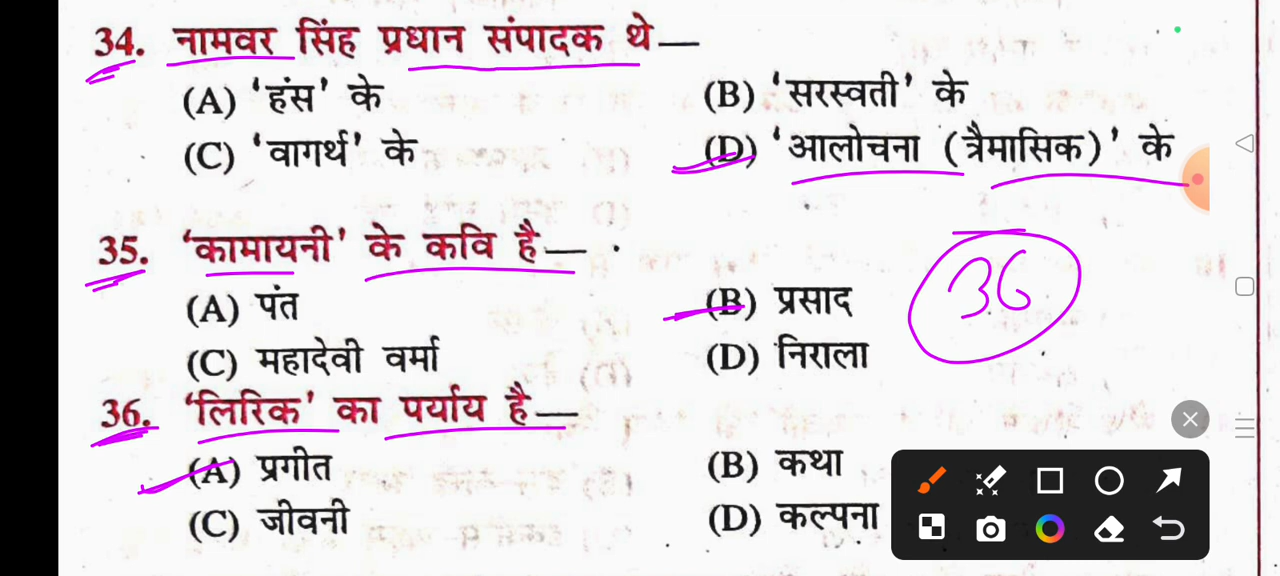 34. नामवर सिंह प्रधान संपादक थे—
(A) 'हंस' के (B) 'सरस्वती' के
(C) 'वागर्थ' के (D) 'आलोचना (त्रैमासिक)' के
35. 'कामायनी' के कवि है—
(A) पंत (B) प्रसाद
36
(C) महादेवी वर्मा (D) निराला
36. 'लिरिक' का पर्याय है—
(A) प्रगीत (B) कथा
(C) जीवनी (D) कल्पना